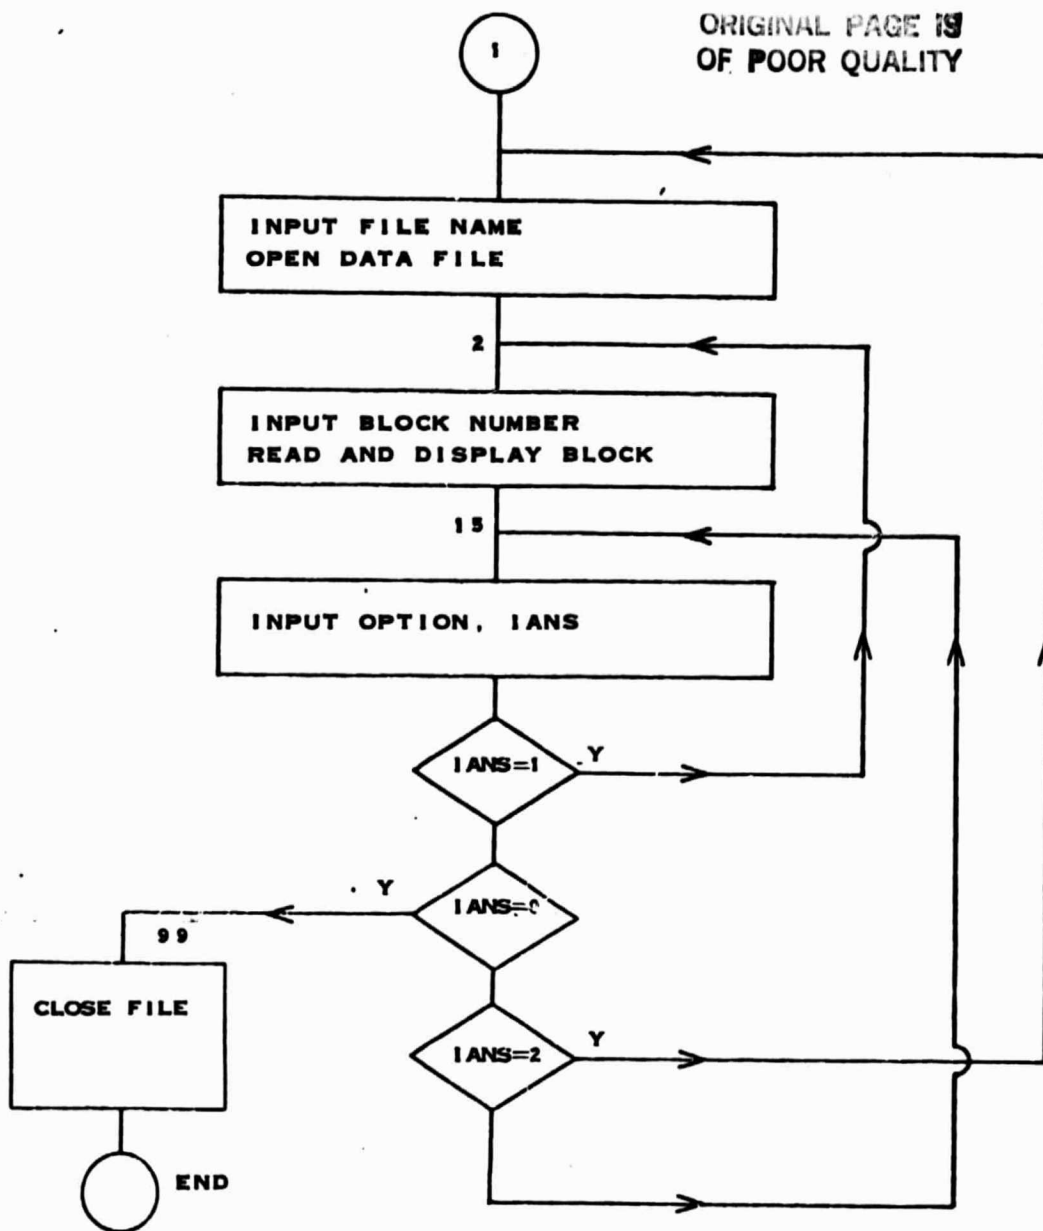 1
ORIGINAL PAGE IS
OF POOR QUALITY
INPUT FILE NAME
OPEN DATA FILE
2
INPUT BLOCK NUMBER
READ AND DISPLAY BLOCK
15
INPUT OPTION, IANS
IANS=1
Y
Y
IANS=0
99
CLOSE FILE
IANS=2
Y
END